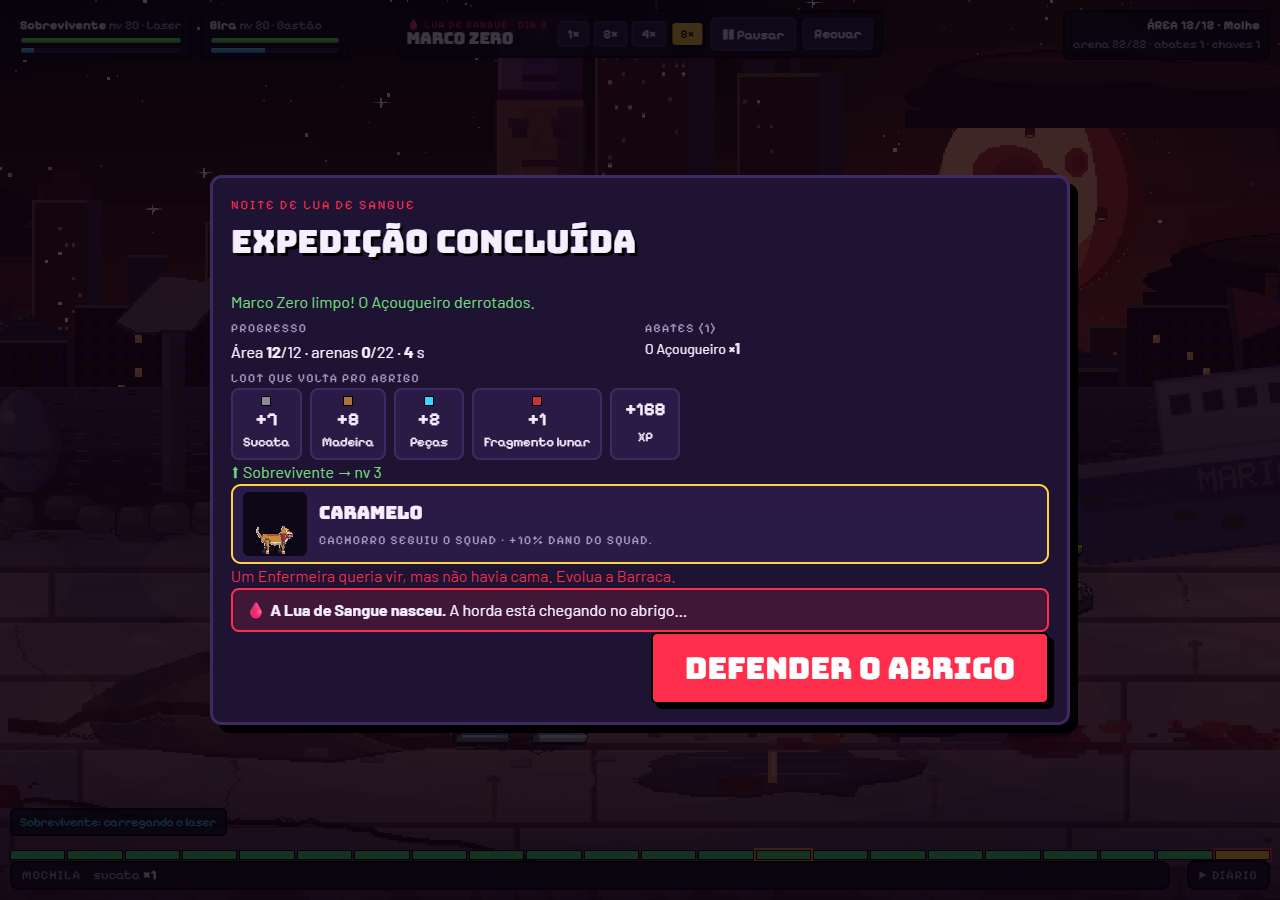 Sobrevivente nv 20 · Laser
Bira nv 20 · Bastão
LUA DE SANGUE · DIA 9
MARCO ZERO
1×
2×
4×
8×
Pausar
Recuar
ÁREA 12/12 · Molhe
arena 22/22 · abates 1 · chaves 1
NOITE DE LUA DE SANGUE
EXPEDIÇÃO CONCLUÍDA
Marco Zero limpo! O Açougueiro derrotados.
PROGRESSO
Área 12/12 · arenas 0/22 · 4 s
ABATES (1)
O Açougueiro ×1
LOOT QUE VOLTA PRO ABRIGO
+7
Sucata
+8
Madeira
+2
Peças
+1
Fragmento lunar
+168
XP
⬆ Sobrevivente → nv 3
CARAMELO
CACHORRO SEGUIU O SQUAD · +10% DANO DO SQUAD.
Um Enfermeira queria vir, mas não havia cama. Evolua a Barraca.
A Lua de Sangue nasceu. A horda está chegando no abrigo...
DEFENDER O ABRIGO
Sobrevivente: carregando o laser
MOCHILA sucata ×1
▶ DIÁRIO